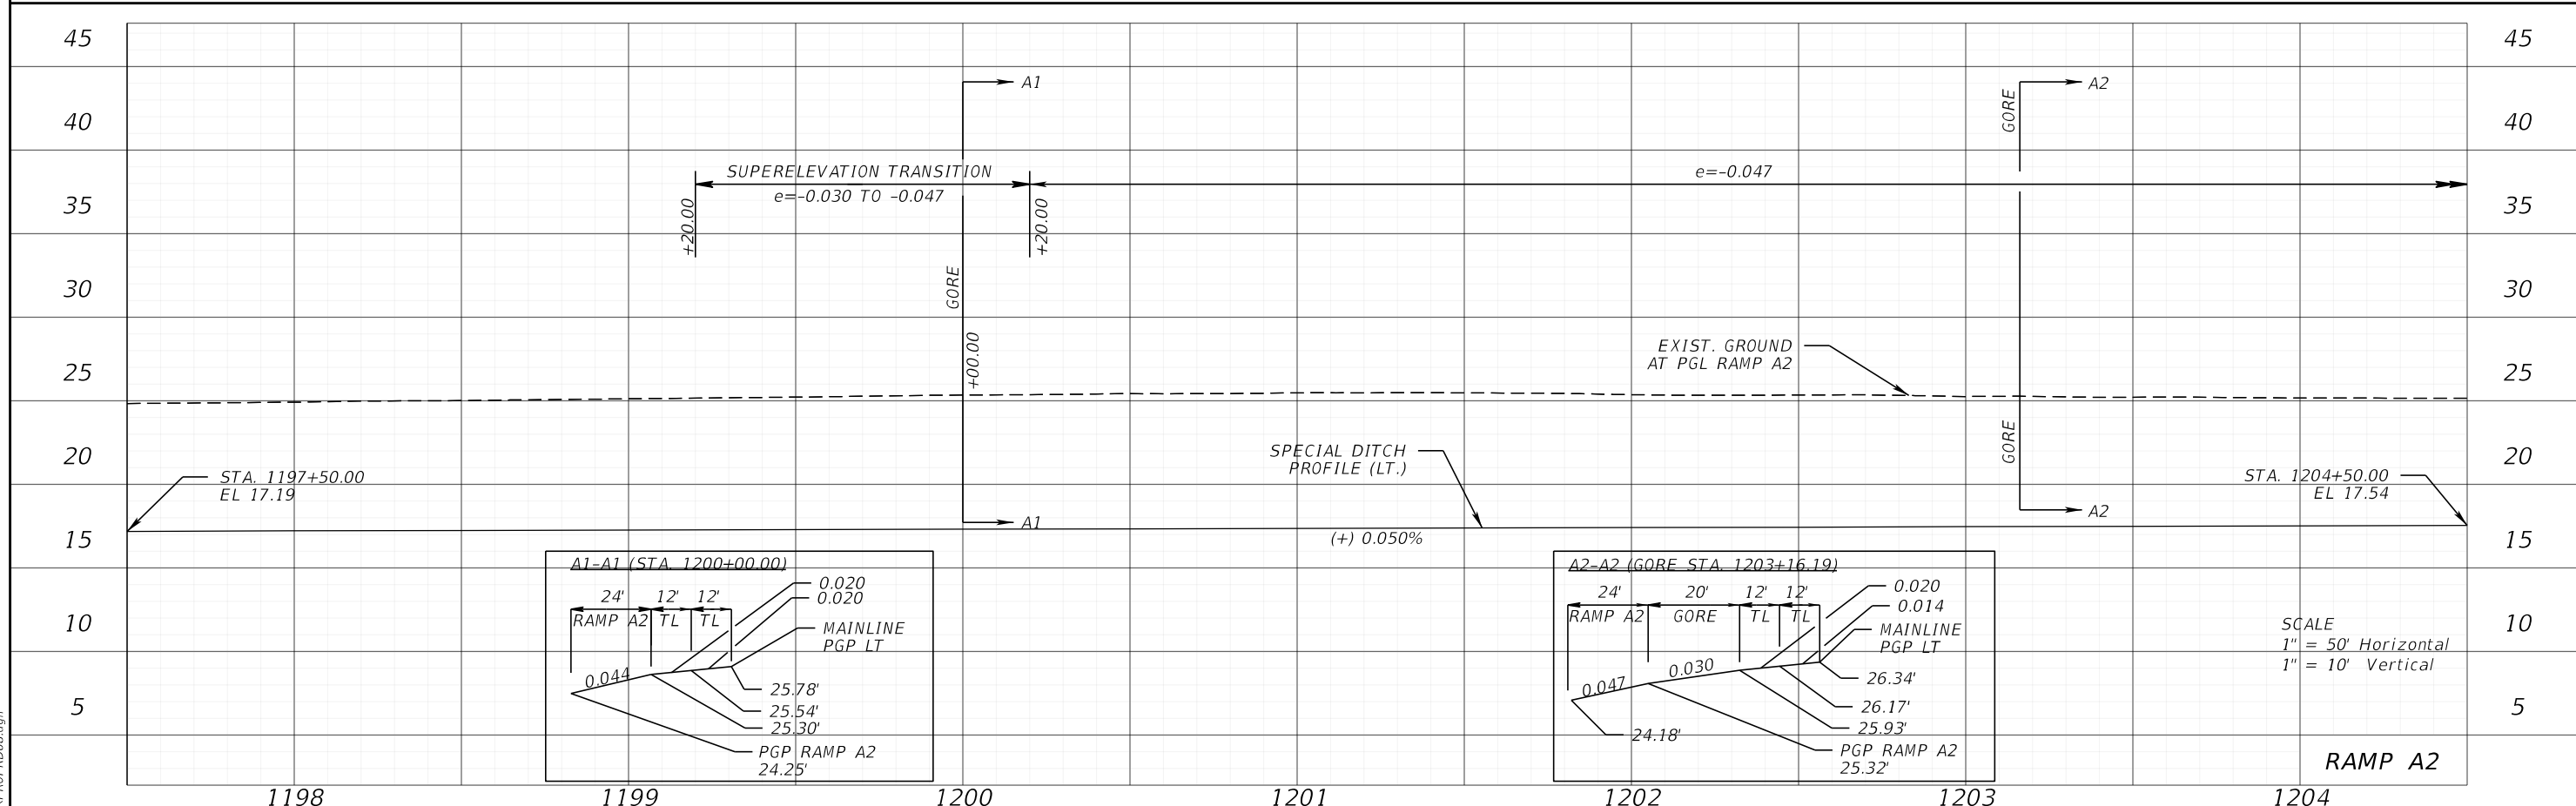 45
40
35
30
25
20
15
10
5
45
40
35
30
25
20
15
10
5
A1
GORE
+00.00
A1
SUPERELEVATION TRANSITION
e=-0.030 TO -0.047
+20.00
+20.00
e=-0.047
A2
GORE
GORE
A2
EXIST. GROUND
AT PGL RAMP A2
SPECIAL DITCH
PROFILE (LT.)
STA. 1197+50.00
EL 17.19
STA. 1204+50.00
EL 17.54
(+) 0.050%
A1-A1 (STA. 1200+00.00)
24' 12' 12'
RAMP A2 TL TL
0.020
0.020
MAINLINE
PGP LT
0.044
25.78'
25.54'
25.30'
PGP RAMP A2
24.25'
A2-A2 (GORE STA. 1203+16.19)
24' 20' 12' 12'
RAMP A2 GORE TL TL
0.020
0.014
MAINLINE
PGP LT
0.047
0.030
26.34'
26.17'
25.93'
24.18'
PGP RAMP A2
25.32'
SCALE
1" = 50' Horizontal
1" = 10' Vertical
RAMP A2
1198 1199 1200 1201 1202 1203 1204